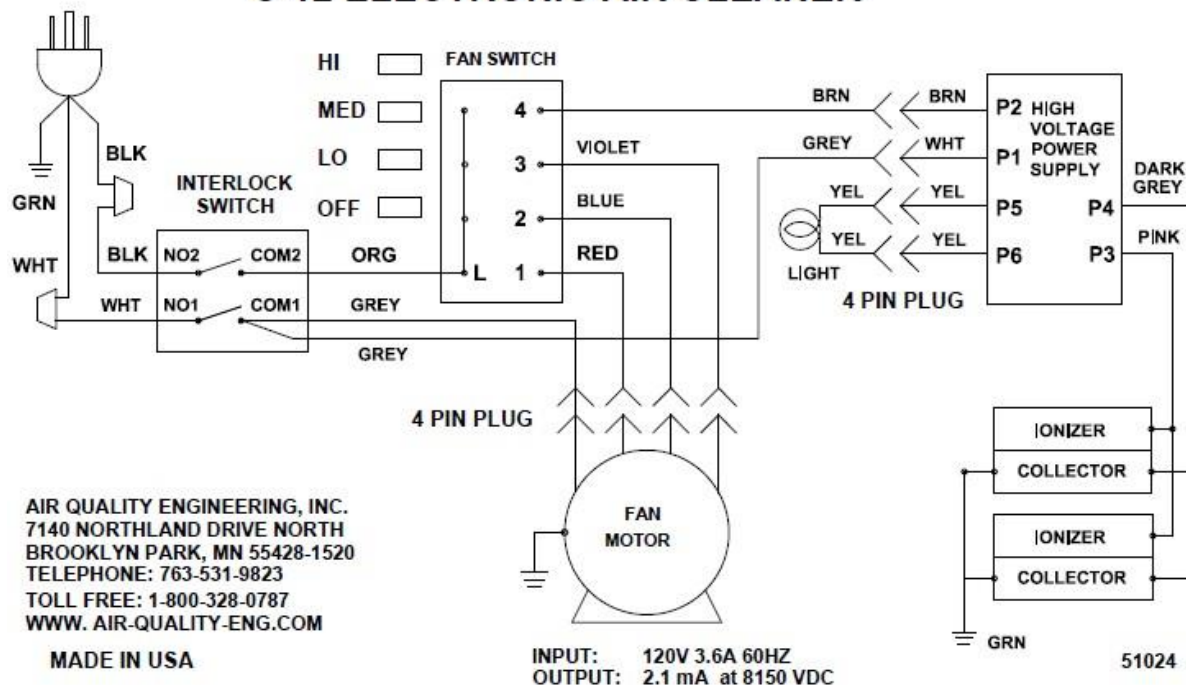 HI
MED
LO
OFF
FAN SWITCH
4
3
2
L 1
BRN BRN
GREY WHT
YEL YEL
YEL YEL
LIGHT
4 PIN PLUG
P2 HIGH
VOLTAGE
P1 POWER
SUPPLY
P5 P4
P6 P3
DARK
GREY
PINK
VIOLET
BLUE
RED
BLK
GRN
WHT
INTERLOCK
SWITCH
BLK NO2 COM2 ORG
WHT NO1 COM1 GREY
GREY
4 PIN PLUG
FAN
MOTOR
IONIZER
COLLECTOR
IONIZER
COLLECTOR
GRN
AIR QUALITY ENGINEERING, INC.
7140 NORTHLAND DRIVE NORTH
BROOKLYN PARK, MN 55428-1520
TELEPHONE: 763-531-9823
TOLL FREE: 1-800-328-0787
WWW. AIR-QUALITY-ENG.COM
MADE IN USA
INPUT: 120V 3.6A 60HZ
OUTPUT: 2.1 mA at 8150 VDC
51024